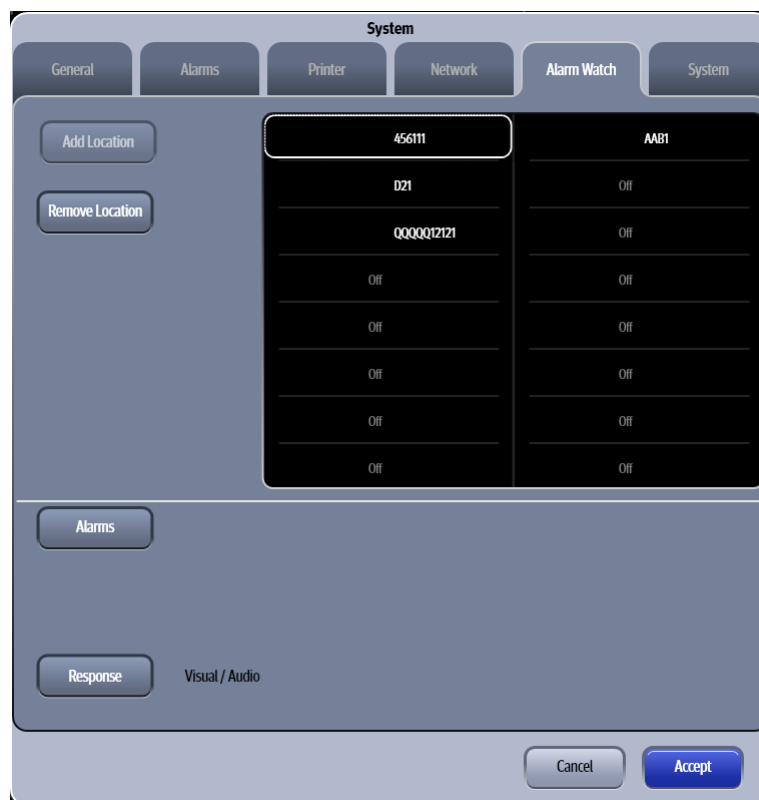 System
General Alarms Printer Network Alarm Watch System
Add Location
456111 AAB1
D21 Off
Remove Location
QQQQQ12121 Off
Off Off
Off Off
Off Off
Off Off
Off Off
Alarms
Response Visual / Audio
Cancel Accept